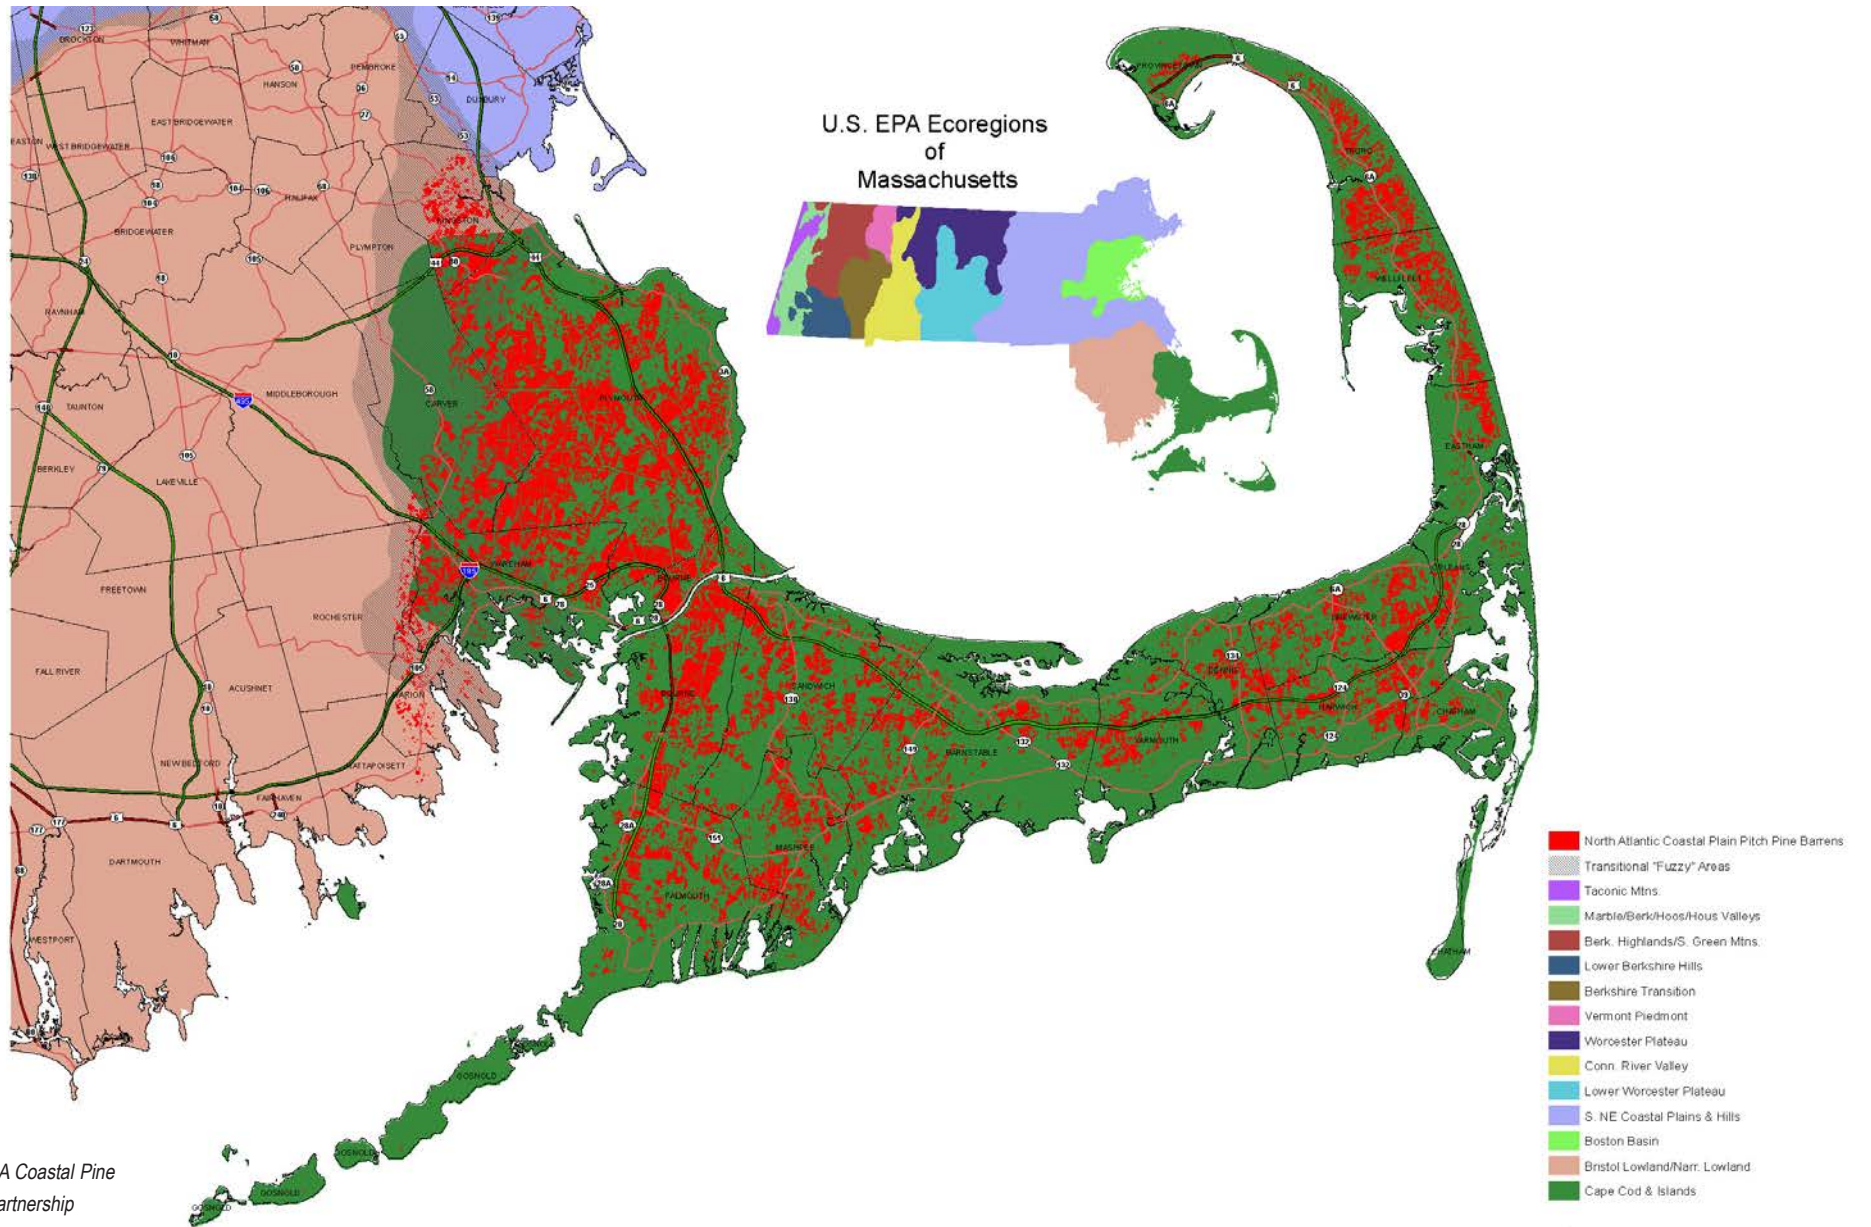 U.S. EPA Ecoregions
of
Massachusetts
BROCKTON
WHITMAN
HANSON
PEMBROKE
DUXBURY
EASTON
WEST BRIDGEWATER
EAST BRIDGEWATER
HALIFAX
KINGSTON
BRIDGEWATER
PLYMPTON
RAYNHAM
MIDDLEBOROUGH
CARVER
PLYMOUTH
TAUNTON
BERKLEY
LAKEVILLE
FREETOWN
ROCHESTER
WAREHAM
BOURNE
FALL RIVER
ACUSHNET
MARION
NEW BEDFORD
MATTAPOISETT
FAIRHAVEN
DARTMOUTH
WESTPORT
PROVINCETOWN
TRURO
WELLFLEET
EASTHAM
ORLEANS
BREWSTER
DENNIS
HARWICH
CHATHAM
BOURNE
SANDWICH
BARNSTABLE
YARMOUTH
MASHPEE
FALMOUTH
CHATHAM
GOSNOLD
GOSNOLD
GOSNOLD
GOSNOLD
GOSNOLD
North Atlantic Coastal Plain Pitch Pine Barrens
Transitional "Fuzzy" Areas
Taconic Mtns.
Marble/Berk/Hoos/Hous Valleys
Berk. Highlands/S. Green Mtns.
Lower Berkshire Hills
Berkshire Transition
Vermont Piedmont
Worcester Plateau
Conn. River Valley
Lower Worcester Plateau
S. NE Coastal Plains & Hills
Boston Basin
Bristol Lowland/Narr. Lowland
Cape Cod & Islands
A Coastal Pine
artnership